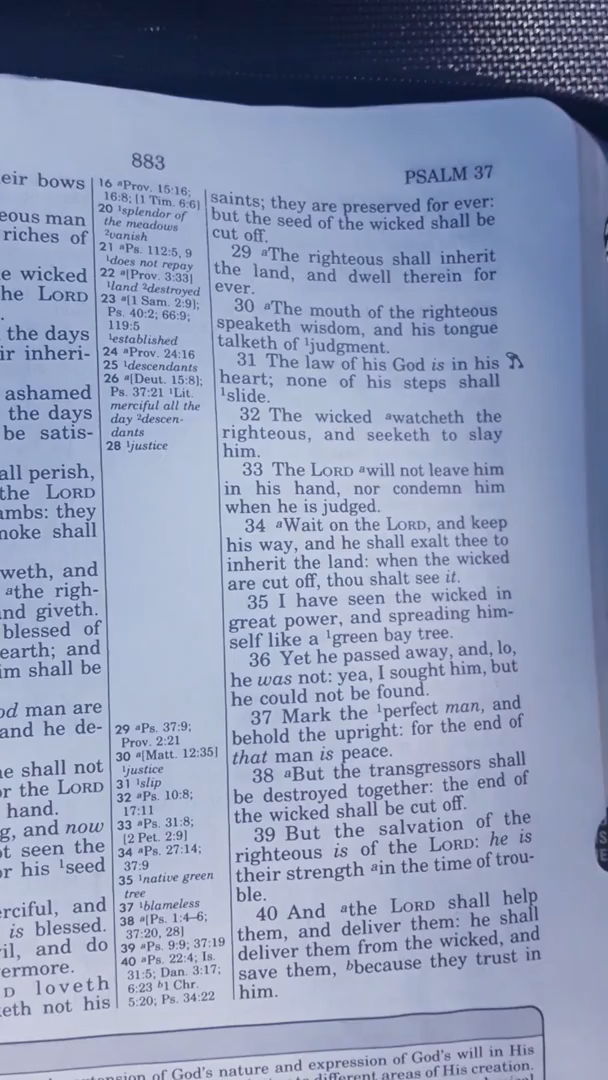 883
PSALM 37
eir bows
eous man
riches of
e wicked
he LORD
.
the days
ir inheri-
ashamed
the days
be satis-
all perish,
the LORD
ambs: they
moke shall
weth, and
ᵃthe righ-
nd giveth.
blessed of
earth; and
im shall be
od man are
and he de-
e shall not
or the LORD
hand.
g, and now
ot seen the
or his ¹seed
erciful, and
is blessed.
vil, and do
ermore.
D loveth
eth not his
16 ᵃProv. 15:16;
16:8; [1 Tim. 6:6]
20 ¹splendor of
the meadows
²vanish
21 ᵃPs. 112:5, 9
¹does not repay
22 ᵃ[Prov. 3:33]
¹land ²destroyed
23 ᵃ[1 Sam. 2:9];
Ps. 40:2; 66:9;
119:5
¹established
24 ᵃProv. 24:16
25 ¹descendants
26 ᵃ[Deut. 15:8];
Ps. 37:21 ¹Lit.
merciful all the
day ²descen-
dants
28 ¹justice
29 ᵃPs. 37:9;
Prov. 2:21
30 ᵃ[Matt. 12:35]
¹justice
31 ¹slip
32 ᵃPs. 10:8;
17:11
33 ᵃPs. 31:8;
[2 Pet. 2:9]
34 ᵃPs. 27:14;
37:9
35 ¹native green
tree
37 ¹blameless
38 ᵃ[Ps. 1:4–6;
37:20, 28]
39 ᵃPs. 9:9; 37:19
40 ᵃPs. 22:4; Is.
31:5; Dan. 3:17;
6:23 ᵇ1 Chr.
5:20; Ps. 34:22
saints; they are preserved for ever:
but the seed of the wicked shall be
cut off.
29 ᵃThe righteous shall inherit
the land, and dwell therein for
ever.
30 ᵃThe mouth of the righteous
speaketh wisdom, and his tongue
talketh of ¹judgment.
31 The law of his God is in his
heart; none of his steps shall
¹slide.
32 The wicked ᵃwatcheth the
righteous, and seeketh to slay
him.
33 The LORD ᵃwill not leave him
in his hand, nor condemn him
when he is judged.
34 ᵃWait on the LORD, and keep
his way, and he shall exalt thee to
inherit the land: when the wicked
are cut off, thou shalt see it.
35 I have seen the wicked in
great power, and spreading him-
self like a ¹green bay tree.
36 Yet he passed away, and, lo,
he was not: yea, I sought him, but
he could not be found.
37 Mark the ¹perfect man, and
behold the upright: for the end of
that man is peace.
38 ᵃBut the transgressors shall
be destroyed together: the end of
the wicked shall be cut off.
39 But the salvation of the
righteous is of the LORD: he is
their strength ᵃin the time of trou-
ble.
40 And ᵃthe LORD shall help
them, and deliver them: he shall
deliver them from the wicked, and
save them, ᵇbecause they trust in
him.
of God's nature and expression of God's will in His
different areas of His creation.